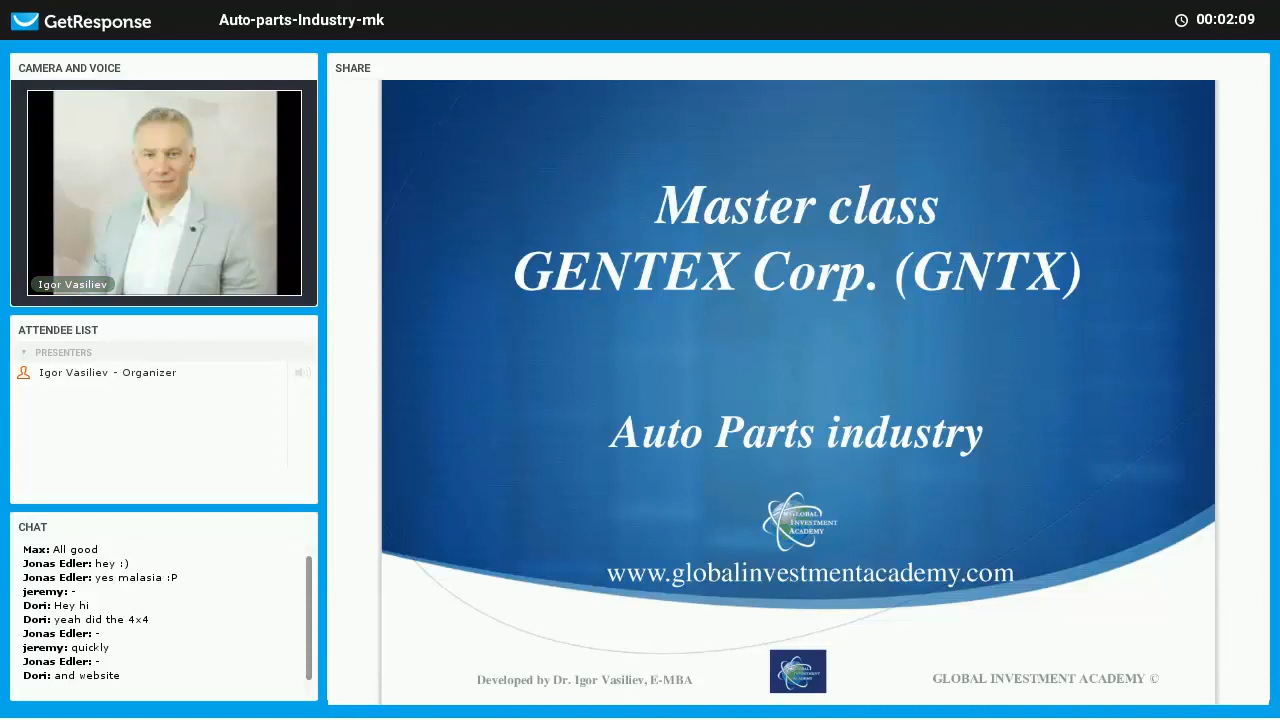 GetResponse
Auto-parts-Industry-mk
00:02:09
CAMERA AND VOICE
Igor Vasiliev
ATTENDEE LIST
PRESENTERS
Igor Vasiliev - Organizer
CHAT
Max: All good
Jonas Edler: hey :)
Jonas Edler: yes malasia :P
jeremy: -
Dori: Hey hi
Dori: yeah did the 4x4
Jonas Edler: -
jeremy: quickly
Jonas Edler: -
Dori: and website
SHARE
Master class
GENTEX Corp. (GNTX)
Auto Parts industry
GLOBAL
INVESTMENT
ACADEMY
www.globalinvestmentacademy.com
Developed by Dr. Igor Vasiliev, E-MBA
GLOBAL INVESTMENT ACADEMY ©